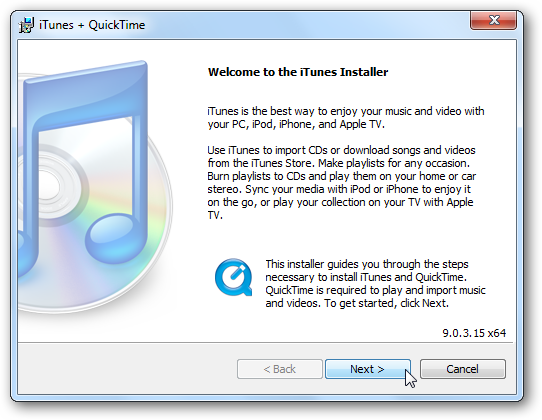 iTunes + QuickTime
Welcome to the iTunes Installer
iTunes is the best way to enjoy your music and video with
your PC, iPod, iPhone, and Apple TV.
Use iTunes to import CDs or download songs and videos
from the iTunes Store. Make playlists for any occasion.
Burn playlists to CDs and play them on your home or car
stereo. Sync your media with iPod or iPhone to enjoy it
on the go, or play your collection on your TV with Apple
TV.
This installer guides you through the steps
necessary to install iTunes and QuickTime.
QuickTime is required to play and import music
and videos. To get started, click Next.
9.0.3.15 x64
< Back
Next >
Cancel